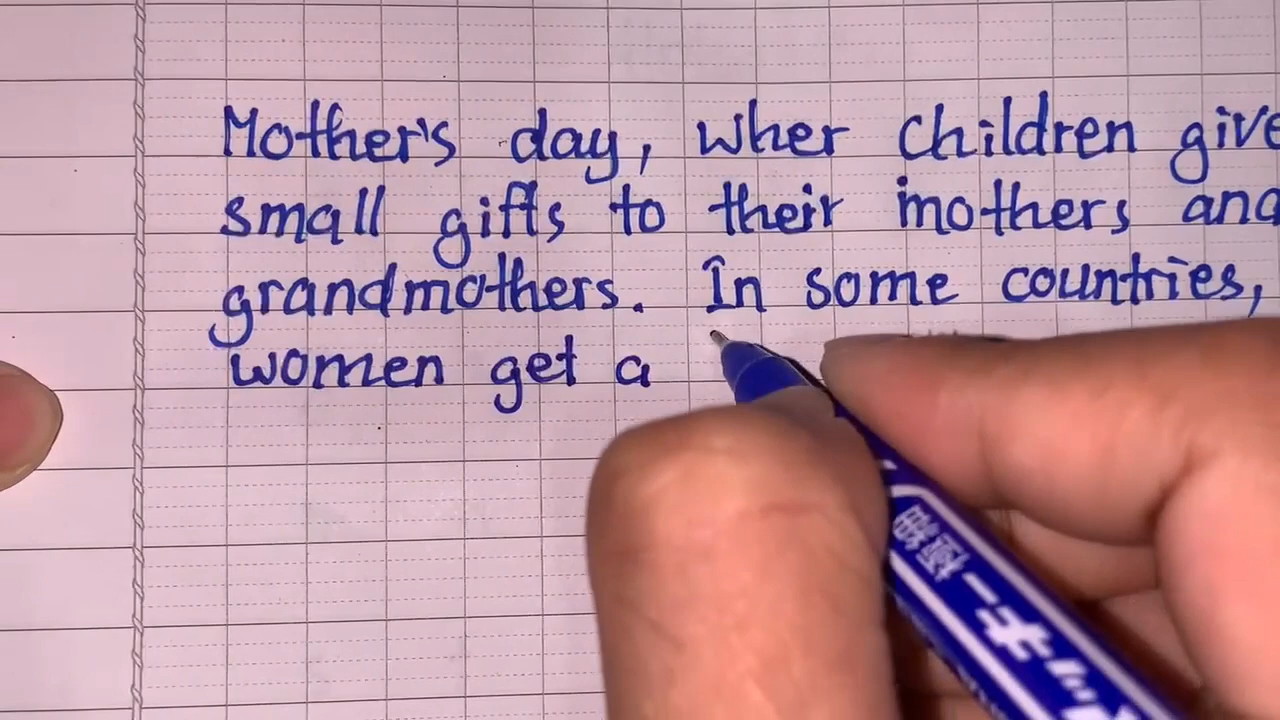 Mother's day, wher children give
small gifts to their mothers and
grandmothers. In some countries,
women get a